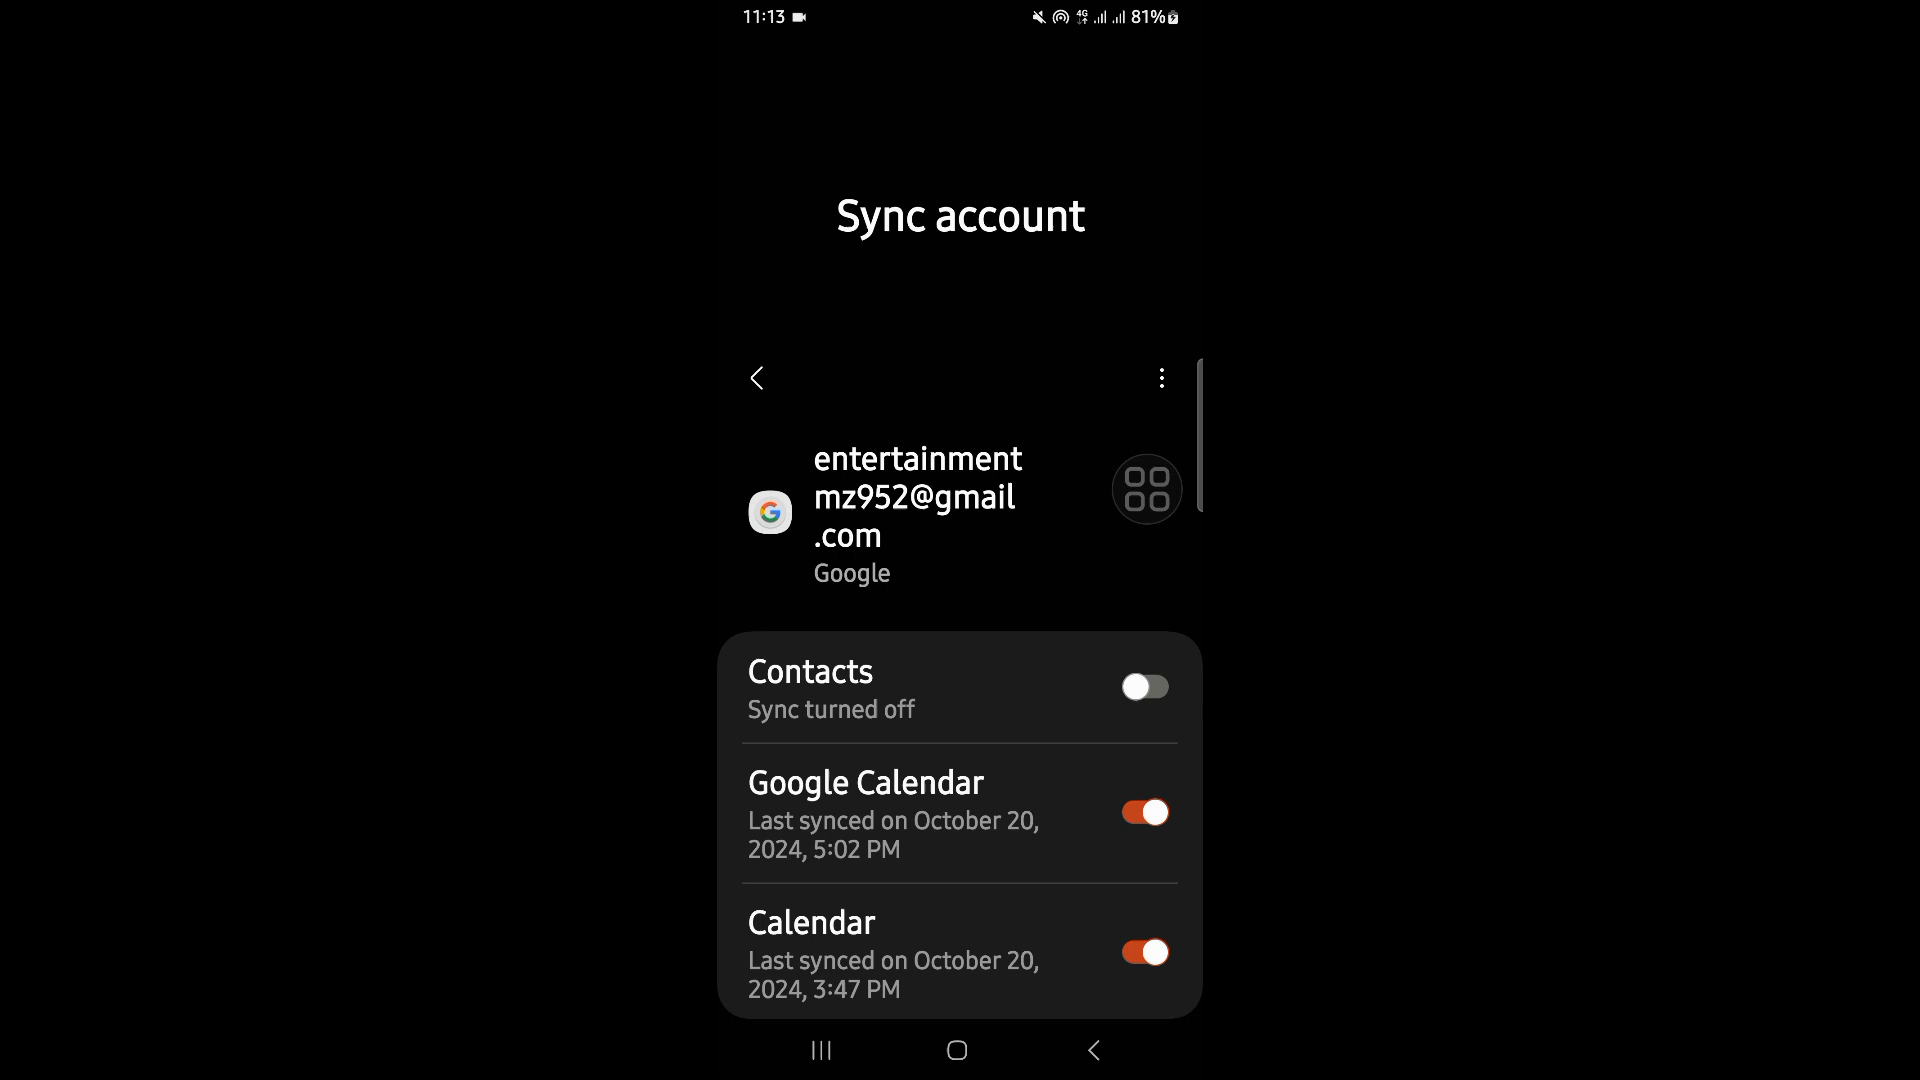 11:13
4G
81%
Sync account
entertainment
mz952@gmail
.com
Google
Contacts
Sync turned off
Google Calendar
Last synced on October 20,
2024, 5:02 PM
Calendar
Last synced on October 20,
2024, 3:47 PM